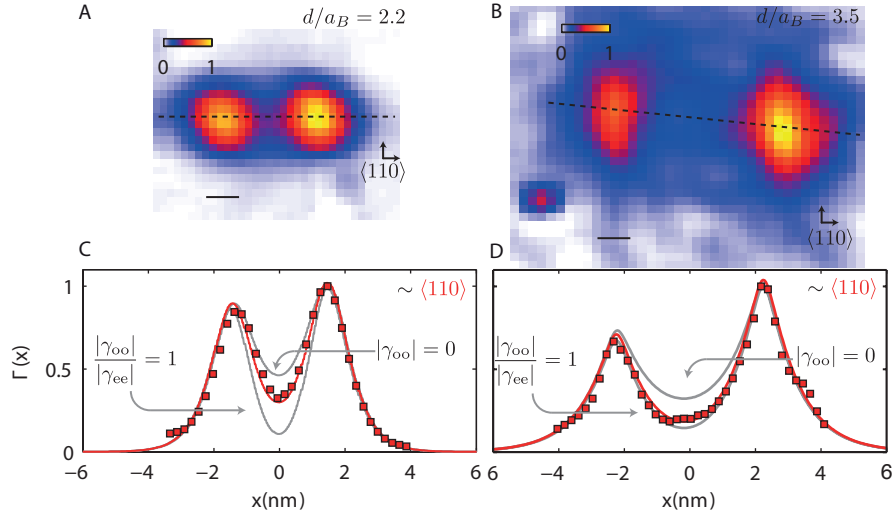 A
d/a_B = 2.2
0 1
⟨110⟩
B
d/a_B = 3.5
0 1
⟨110⟩
C
∼ ⟨110⟩
|γ_oo| / |γ_ee| = 1
|γ_oo| = 0
Γ(x)
1
0.5
0
−6 −4 −2 0 2 4 6
x(nm)
D
∼ ⟨110⟩
|γ_oo| / |γ_ee| = 1
|γ_oo| = 0
−6 −4 −2 0 2 4 6
x(nm)